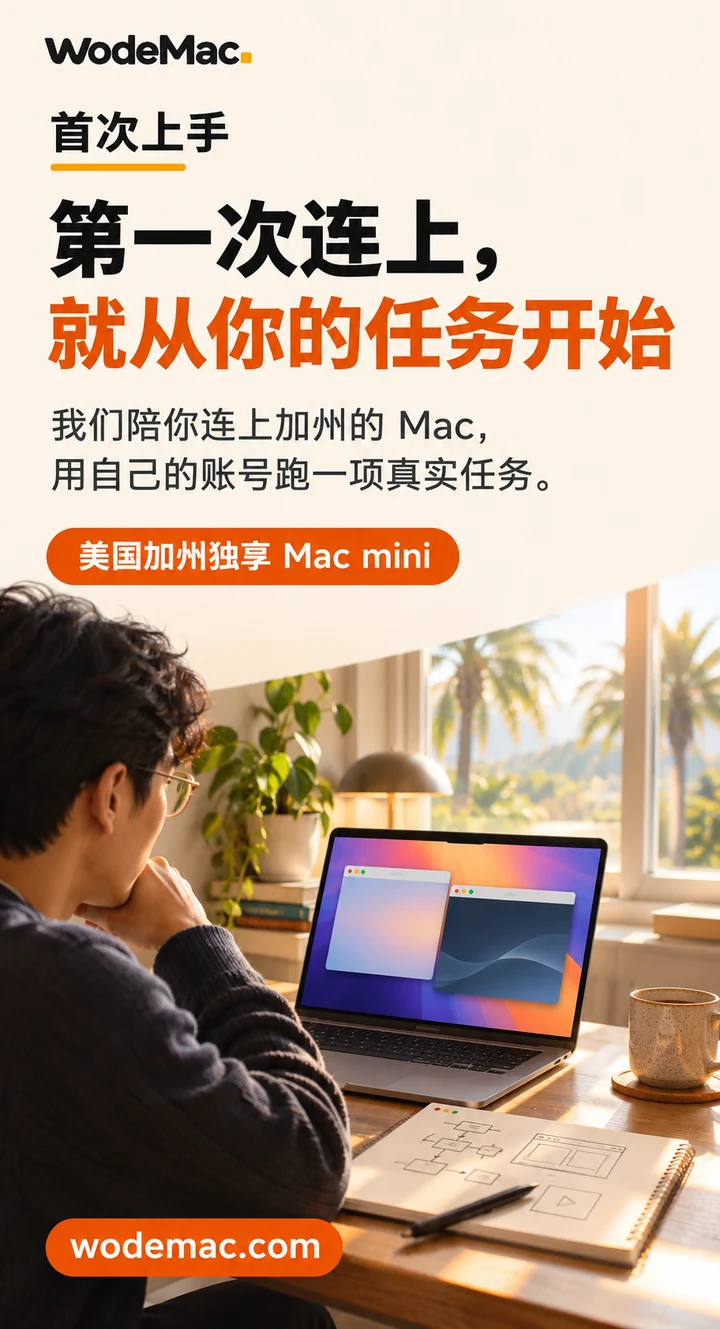 WodeMac.
首次上手
第一次连上，
就从你的任务开始
我们陪你连上加州的 Mac，
用自己的账号跑一项真实任务。
美国加州独享 Mac mini
wodemac.com